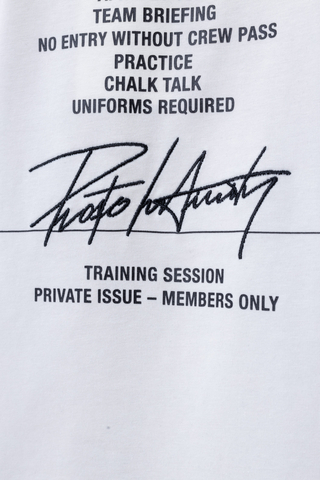 TEAM BRIEFING
NO ENTRY WITHOUT CREW PASS
PRACTICE
CHALK TALK
UNIFORMS REQUIRED
TRAINING SESSION
PRIVATE ISSUE – MEMBERS ONLY